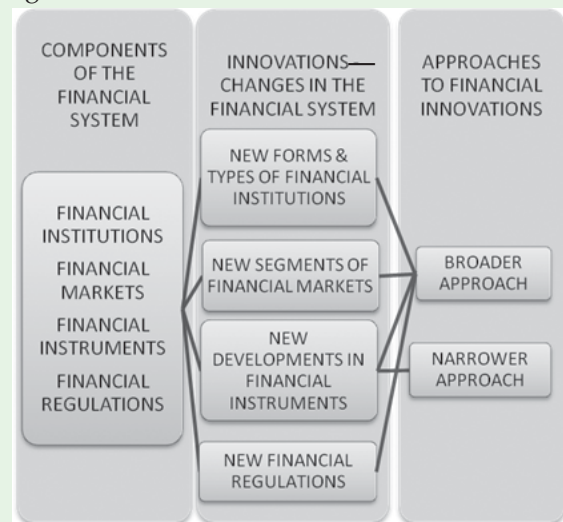 COMPONENTS
OF THE
FINANCIAL
SYSTEM
FINANCIAL
INSTITUTIONS
FINANCIAL
MARKETS
FINANCIAL
INSTRUMENTS
FINANCIAL
REGULATIONS
INNOVATIONS—
CHANGES IN THE
FINANCIAL SYSTEM
NEW FORMS &
TYPES OF FINANCIAL
INSTITUTIONS
NEW SEGMENTS OF
FINANCIAL MARKETS
NEW
DEVELOPMENTS IN
FINANCIAL
INSTRUMENTS
NEW FINANCIAL
REGULATIONS
APPROACHES
TO FINANCIAL
INNOVATIONS
BROADER
APPROACH
NARROWER
APPROACH